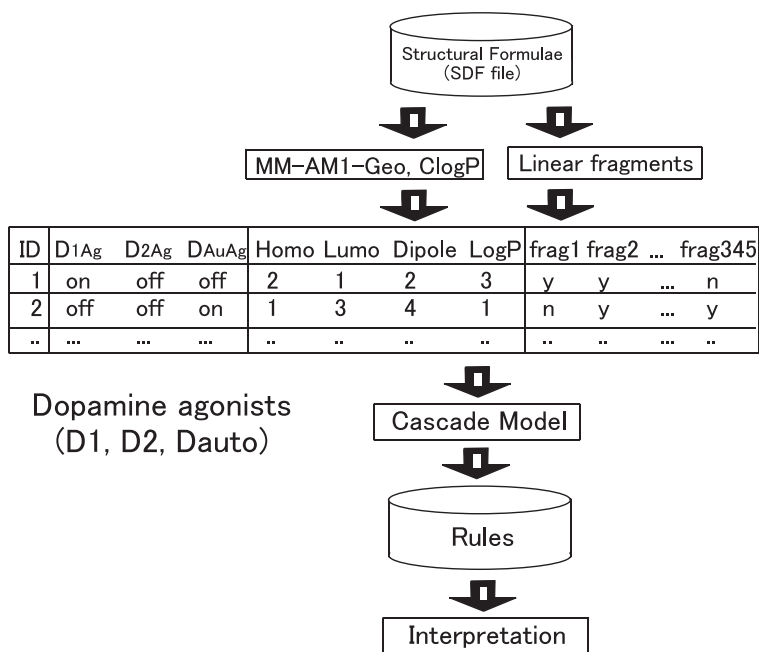 Structural Formulae
(SDF file)
MM-AM1-Geo, ClogP
Linear fragments
ID D1Ag D2Ag DAuAg Homo Lumo Dipole LogP frag1 frag2 ... frag345
1 on off off 2 1 2 3 y y ... n
2 off off on 1 3 4 1 n y ... y
.. ... ... ... .. .. .. .. .. .. ... ..
Dopamine agonists
(D1, D2, Dauto)
Cascade Model
Rules
Interpretation